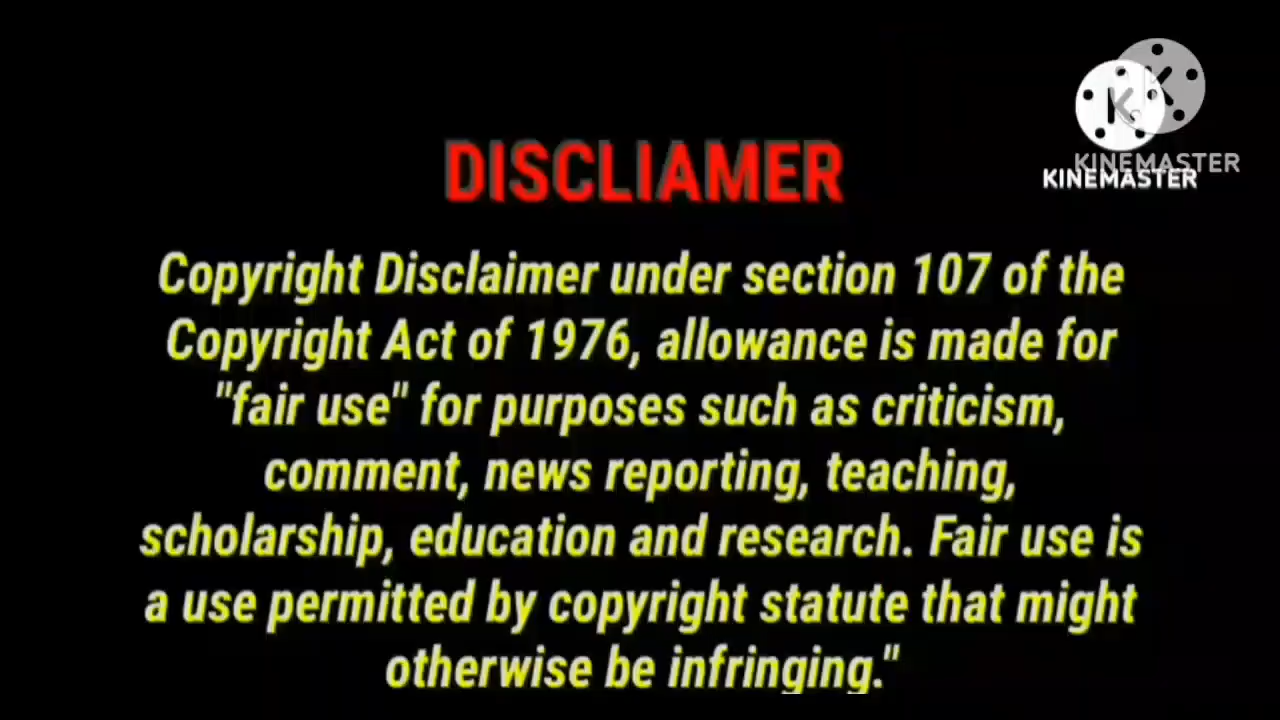 KINEMASTER
KINEMASTER
DISCLIAMER
Copyright Disclaimer under section 107 of the
Copyright Act of 1976, allowance is made for
"fair use" for purposes such as criticism,
comment, news reporting, teaching,
scholarship, education and research. Fair use is
a use permitted by copyright statute that might
otherwise be infringing."